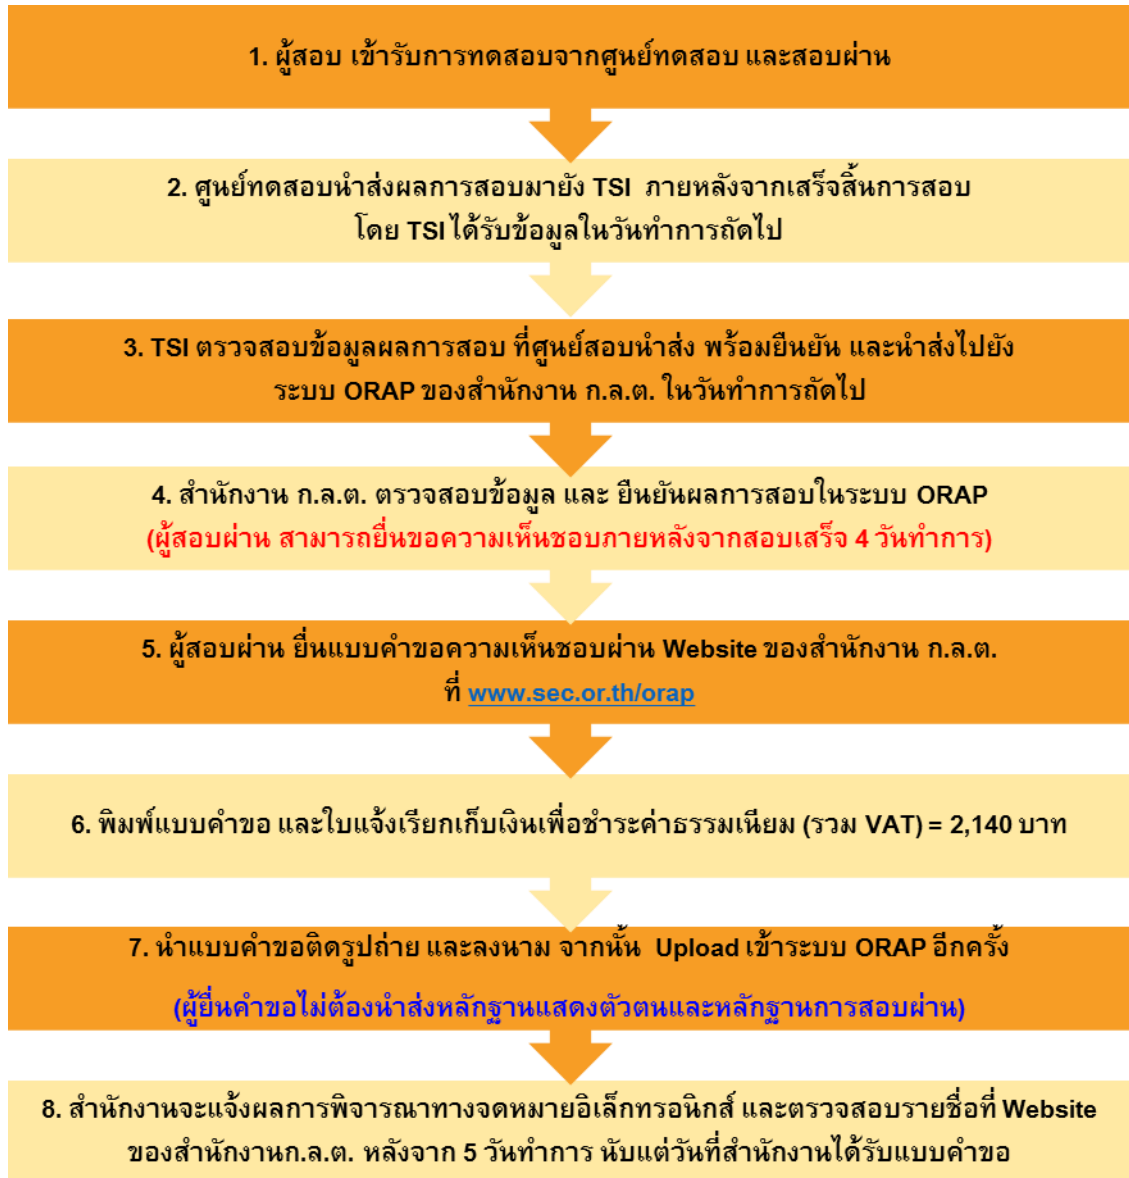 1. ผู้สอบ เข้ารับการทดสอบจากศูนย์ทดสอบ และสอบผ่าน
2. ศูนย์ทดสอบนำส่งผลการสอบมายัง TSI ภายหลังจากเสร็จสิ้นการสอบ
โดย TSI ได้รับข้อมูลในวันทำการถัดไป
3. TSI ตรวจสอบข้อมูลผลการสอบ ที่ศูนย์สอบนำส่ง พร้อมยืนยัน และนำส่งไปยัง
ระบบ ORAP ของสำนักงาน ก.ล.ต. ในวันทำการถัดไป
4. สำนักงาน ก.ล.ต. ตรวจสอบข้อมูล และ ยืนยันผลการสอบในระบบ ORAP
(ผู้สอบผ่าน สามารถยื่นขอความเห็นชอบภายหลังจากสอบเสร็จ 4 วันทำการ)
5. ผู้สอบผ่าน ยื่นแบบคำขอความเห็นชอบผ่าน Website ของสำนักงาน ก.ล.ต.
ที่ www.sec.or.th/orap
6. พิมพ์แบบคำขอ และใบแจ้งเรียกเก็บเงินเพื่อชำระค่าธรรมเนียม (รวม VAT) = 2,140 บาท
7. นำแบบคำขอติดรูปถ่าย และลงนาม จากนั้น Upload เข้าระบบ ORAP อีกครั้ง
(ผู้ยื่นคำขอไม่ต้องนำส่งหลักฐานแสดงตัวตนและหลักฐานการสอบผ่าน)
8. สำนักงานจะแจ้งผลการพิจารณาทางจดหมายอิเล็กทรอนิกส์ และตรวจสอบรายชื่อที่ Website
ของสำนักงานก.ล.ต. หลังจาก 5 วันทำการ นับแต่วันที่สำนักงานได้รับแบบคำขอ